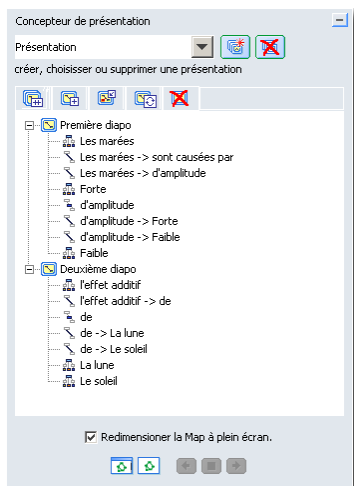 Concepteur de présentation
Présentation
créer, choisisser ou supprimer une présentation
Première diapo
Les marées
Les marées -> sont causées par
Les marées -> d'amplitude
Forte
d'amplitude
d'amplitude -> Forte
d'amplitude -> Faible
Faible
Deuxième diapo
l'effet additif
l'effet additif -> de
de
de -> La lune
de -> Le soleil
La lune
Le soleil
Redimensioner la Map à plein écran.